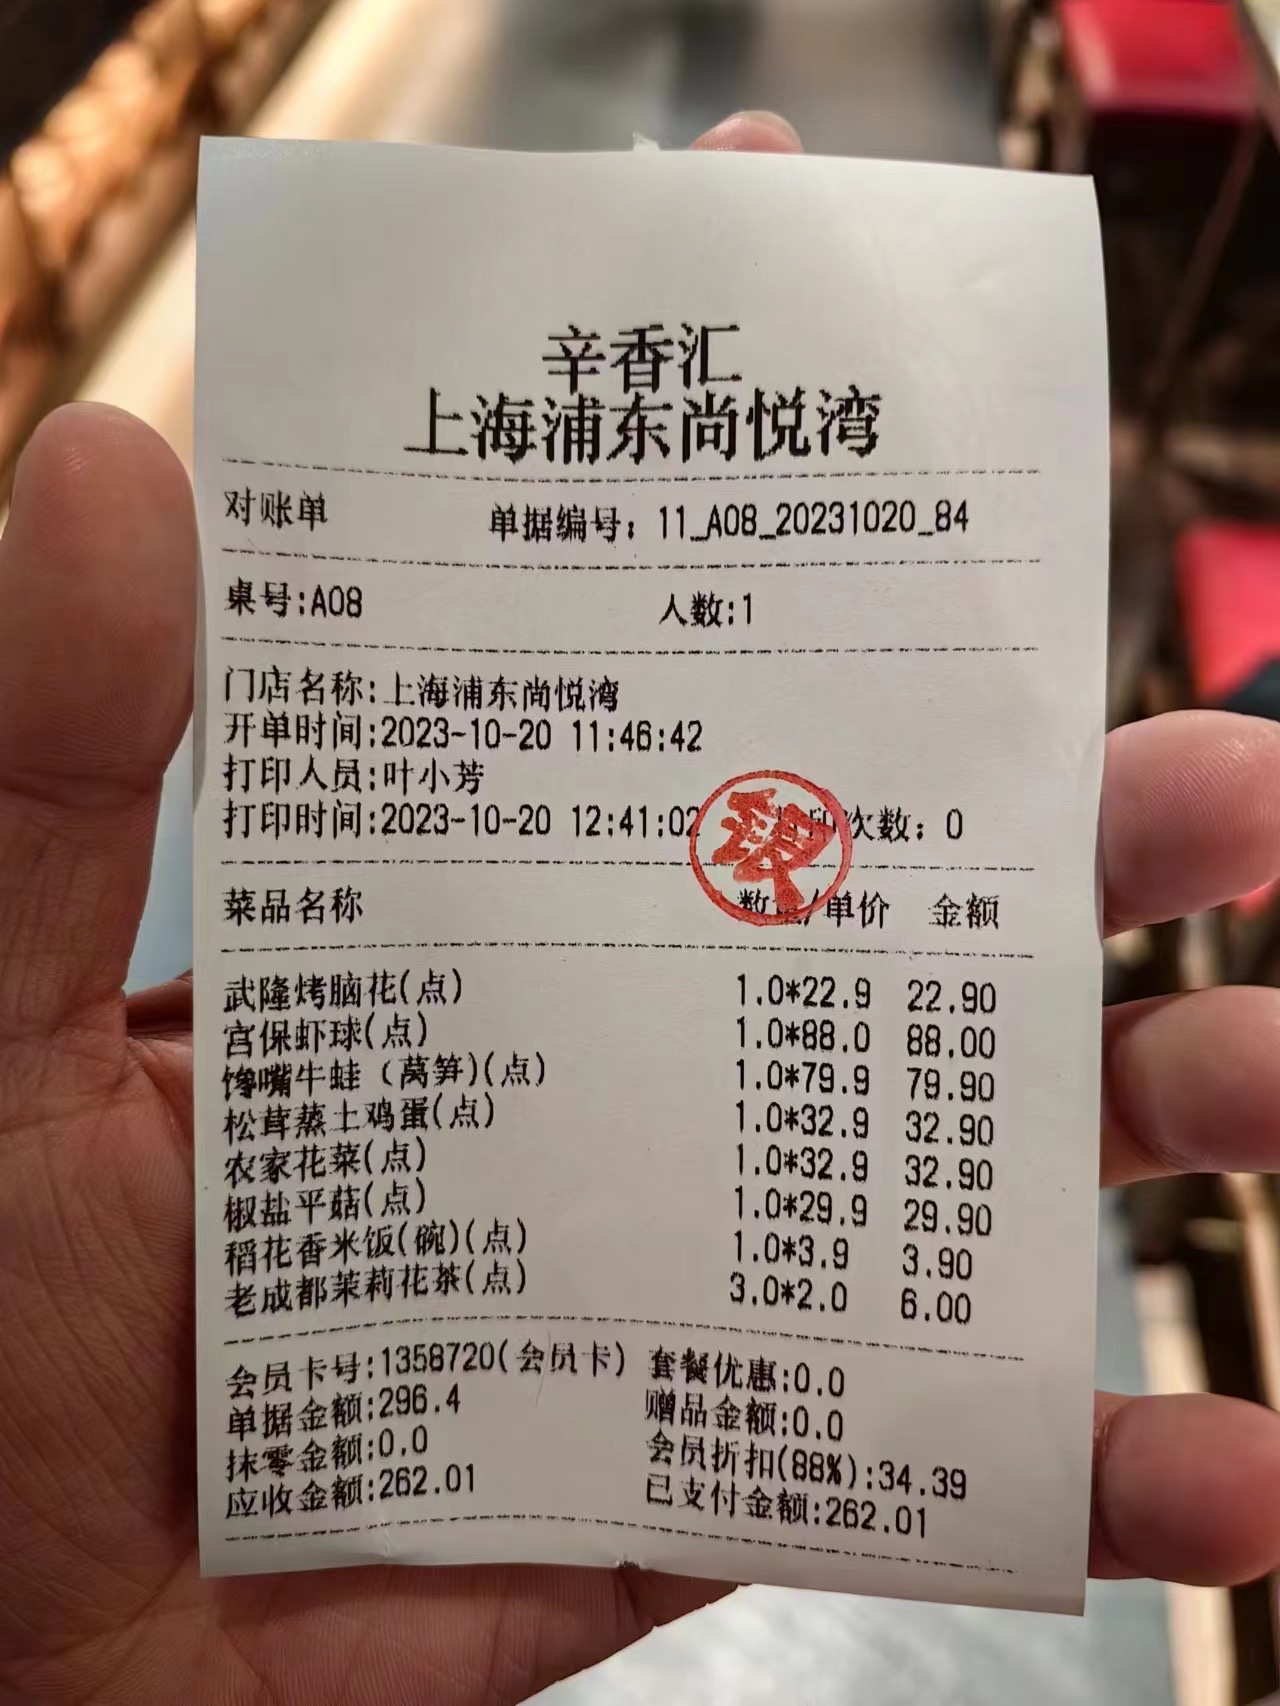 辛香汇
上海浦东尚悦湾
对账单 单据编号：11_A08_20231020_84
桌号:A08 人数:1
门店名称:上海浦东尚悦湾
开单时间:2023-10-20 11:46:42
打印人员:叶小芳
打印时间:2023-10-20 12:41:02 印次数：0
菜品名称 数量/单价 金额
武隆烤脑花(点) 1.0*22.9 22.90
宫保虾球(点) 1.0*88.0 88.00
馋嘴牛蛙（莴笋)(点) 1.0*79.9 79.90
松茸蒸土鸡蛋(点) 1.0*32.9 32.90
农家花菜(点) 1.0*32.9 32.90
椒盐平菇(点) 1.0*29.9 29.90
稻花香米饭(碗)(点) 1.0*3.9 3.90
老成都茉莉花茶(点) 3.0*2.0 6.00
会员卡号:1358720(会员卡) 套餐优惠:0.0
单据金额:296.4 赠品金额:0.0
抹零金额:0.0 会员折扣(88%):34.39
应收金额:262.01 已支付金额:262.01